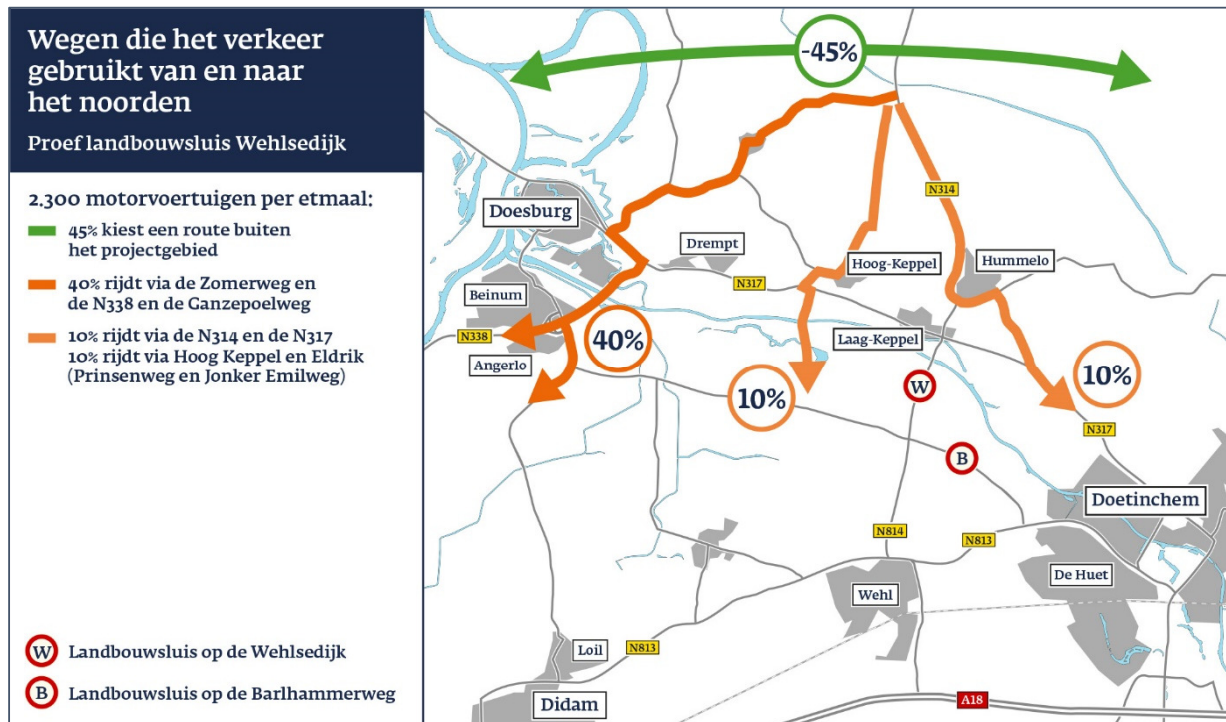 Wegen die het verkeer
gebruikt van en naar
het noorden
Proef landbouwsluis Wehlsedijk
2.300 motorvoertuigen per etmaal:
45% kiest een route buiten
het projectgebied
40% rijdt via de Zomerweg en
de N338 en de Ganzepoelweg
10% rijdt via de N314 en de N317
10% rijdt via Hoog Keppel en Eldrik
(Prinsenweg en Jonker Emilweg)
W Landbouwsluis op de Wehlsedijk
B Landbouwsluis op de Barlhammerweg
-45%
N314
Doesburg
Drempt
Hoog-Keppel
Hummelo
N317
Beinum
N338
40%
Laag-Keppel
Angerlo
10%
W
10%
N317
B
Doetinchem
N814
N813
De Huet
Wehl
Loil
N813
Didam
A18